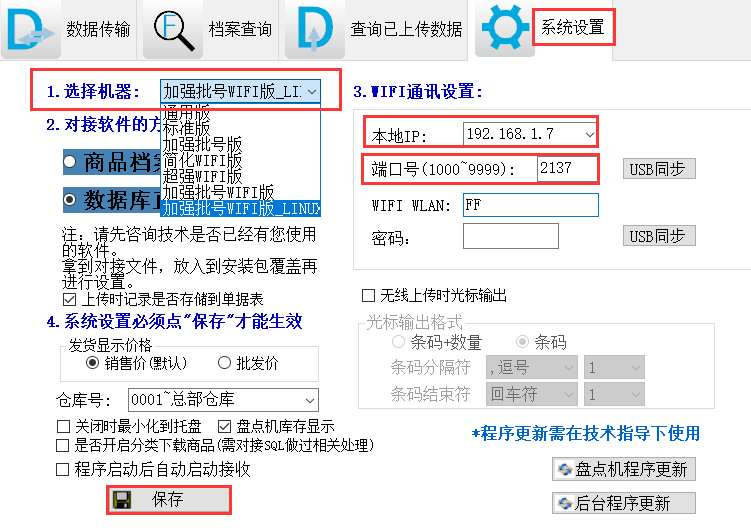 数据传输
档案查询
查询已上传数据
系统设置
1.选择机器:
加强批号WIFI版_LI
通用版
标准版
加强批号版
简化WIFI版
超强WIFI版
加强批号WIFI版
加强批号WIFI版_LINUX
2.对接软件的方
商品档案
数据库
注: 请先咨询技术是否已经有您使用
的软件。
拿到对接文件, 放入到安装包覆盖再
进行设置。
上传时记录是否存储到单据表
4.系统设置必须点"保存"才能生效
发货显示价格
销售价(默认)
批发价
仓库号:
0001~总部仓库
关闭时最小化到托盘
盘点机库存显示
是否开启分类下载商品(需对接SQL做过相关处理)
程序启动后自动启动接收
保存
3.WIFI通讯设置:
本地IP:
192.168.1.7
端口号(1000~9999):
2137
USB同步
WIFI WLAN:
FF
密码:
USB同步
无线上传时光标输出
光标输出格式
条码+数量
条码
条码分隔符
,逗号
1
条码结束符
回车符
1
*程序更新需在技术指导下使用
盘点机程序更新
后台程序更新